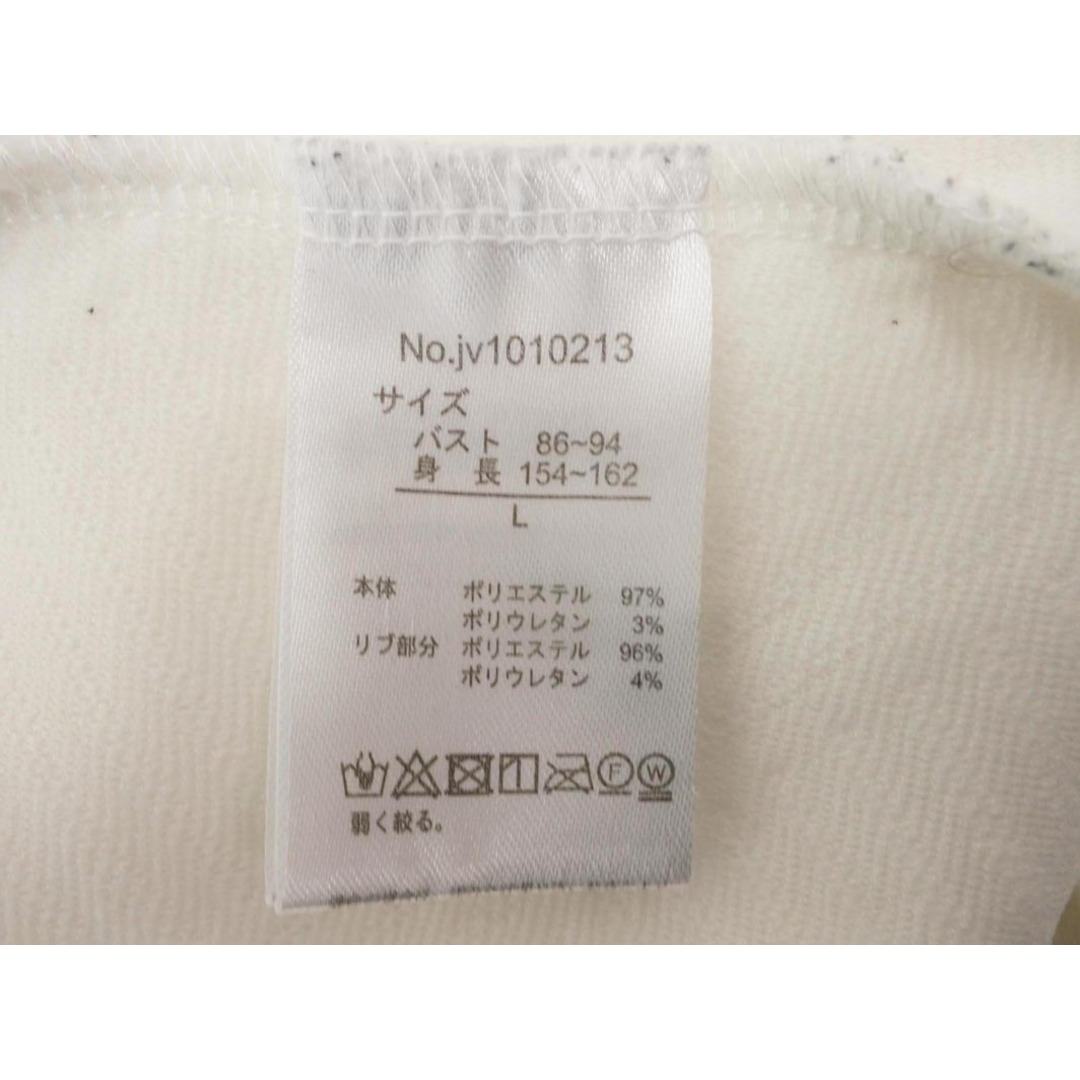 No.jv1010213
サイズ
バスト 86~94
身 長 154~162
L
本体 ポリエステル 97%
ポリウレタン 3%
リブ部分 ポリエステル 96%
ポリウレタン 4%
F W
弱く絞る。